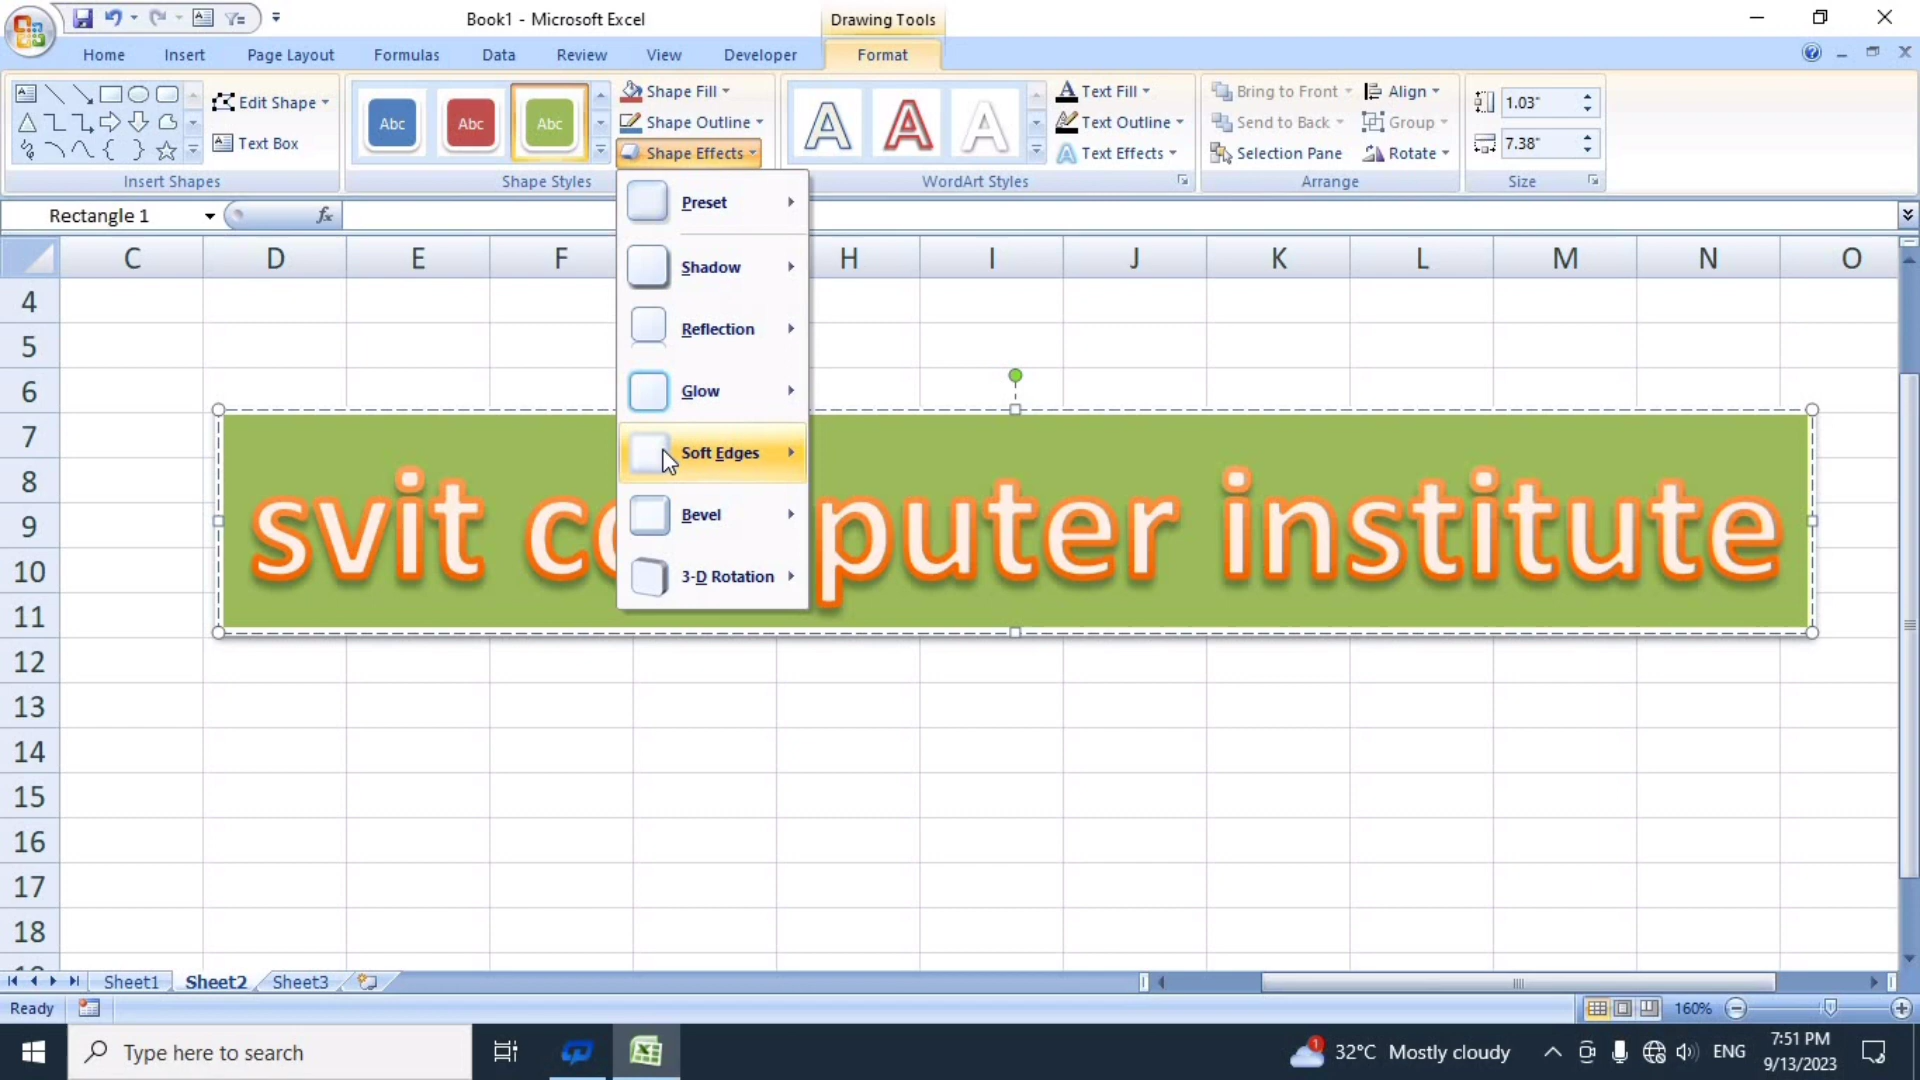 Book1 - Microsoft Excel
Drawing Tools
Home Insert Page Layout Formulas Data Review View Developer Format
Edit Shape
Text Box
Insert Shapes
Abc Abc Abc
Shape Fill
Shape Outline
Shape Effects
Shape Styles
A A A
Text Fill
Text Outline
Text Effects
WordArt Styles
Bring to Front
Send to Back
Selection Pane
Align
Group
Rotate
Arrange
1.03"
7.38"
Size
Rectangle 1
fx
Preset
Shadow
Reflection
Glow
Soft Edges
Bevel
3-D Rotation
C D E F H I J K L M N O
4
5
6
7
8
9
10
11
12
13
14
15
16
17
18
svit co puter institute
Sheet1 Sheet2 Sheet3
Ready
160%
Type here to search
1
32°C Mostly cloudy
ENG
7:51 PM
9/13/2023